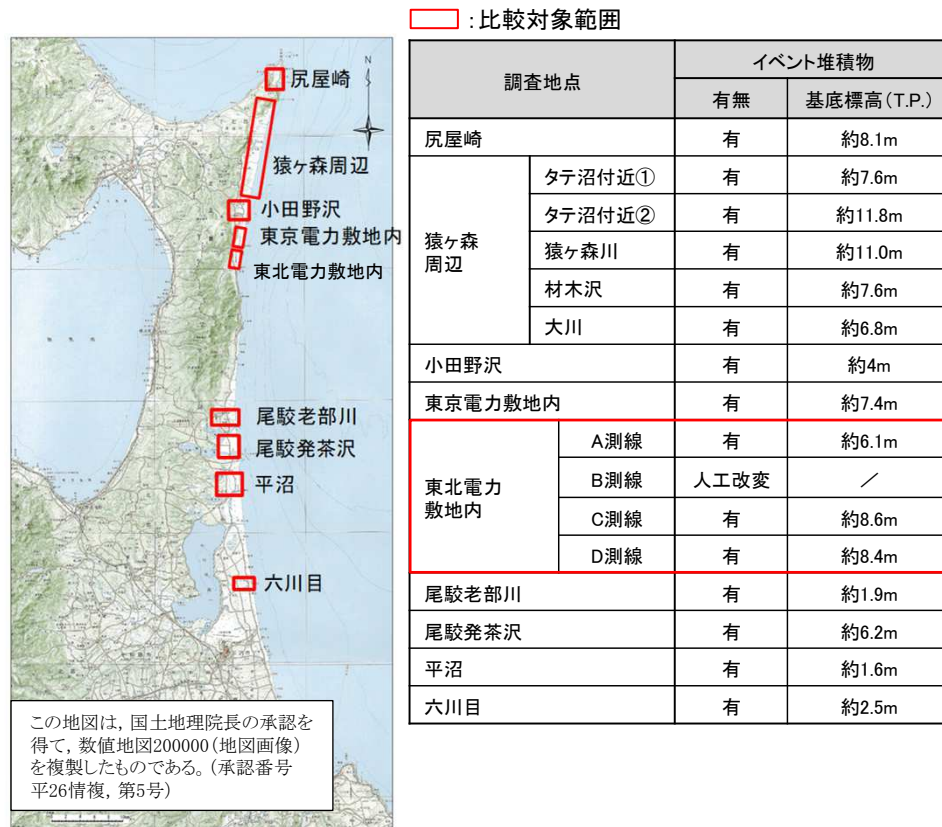 :比較対象範囲
尻屋崎
猿ヶ森周辺
小田野沢
東京電力敷地内
東北電力敷地内
尾駮老部川
尾駮発茶沢
平沼
六川目
N
この地図は,国土地理院長の承認を
得て,数値地図200000(地図画像)
を複製したものである。(承認番号
平26情複,第5号)
調査地点 イベント堆積物
有無 基底標高(T.P.)
尻屋崎 有 約8.1m
猿ヶ森
周辺
タテ沼付近① 有 約7.6m
タテ沼付近② 有 約11.8m
猿ヶ森川 有 約11.0m
材木沢 有 約7.6m
大川 有 約6.8m
小田野沢 有 約4m
東京電力敷地内 有 約7.4m
東北電力
敷地内
A測線 有 約6.1m
B測線 人工改変 ／
C測線 有 約8.6m
D測線 有 約8.4m
尾駮老部川 有 約1.9m
尾駮発茶沢 有 約6.2m
平沼 有 約1.6m
六川目 有 約2.5m